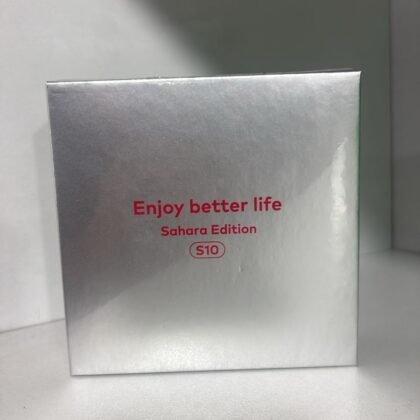 Enjoy better life
Sahara Edition
S10